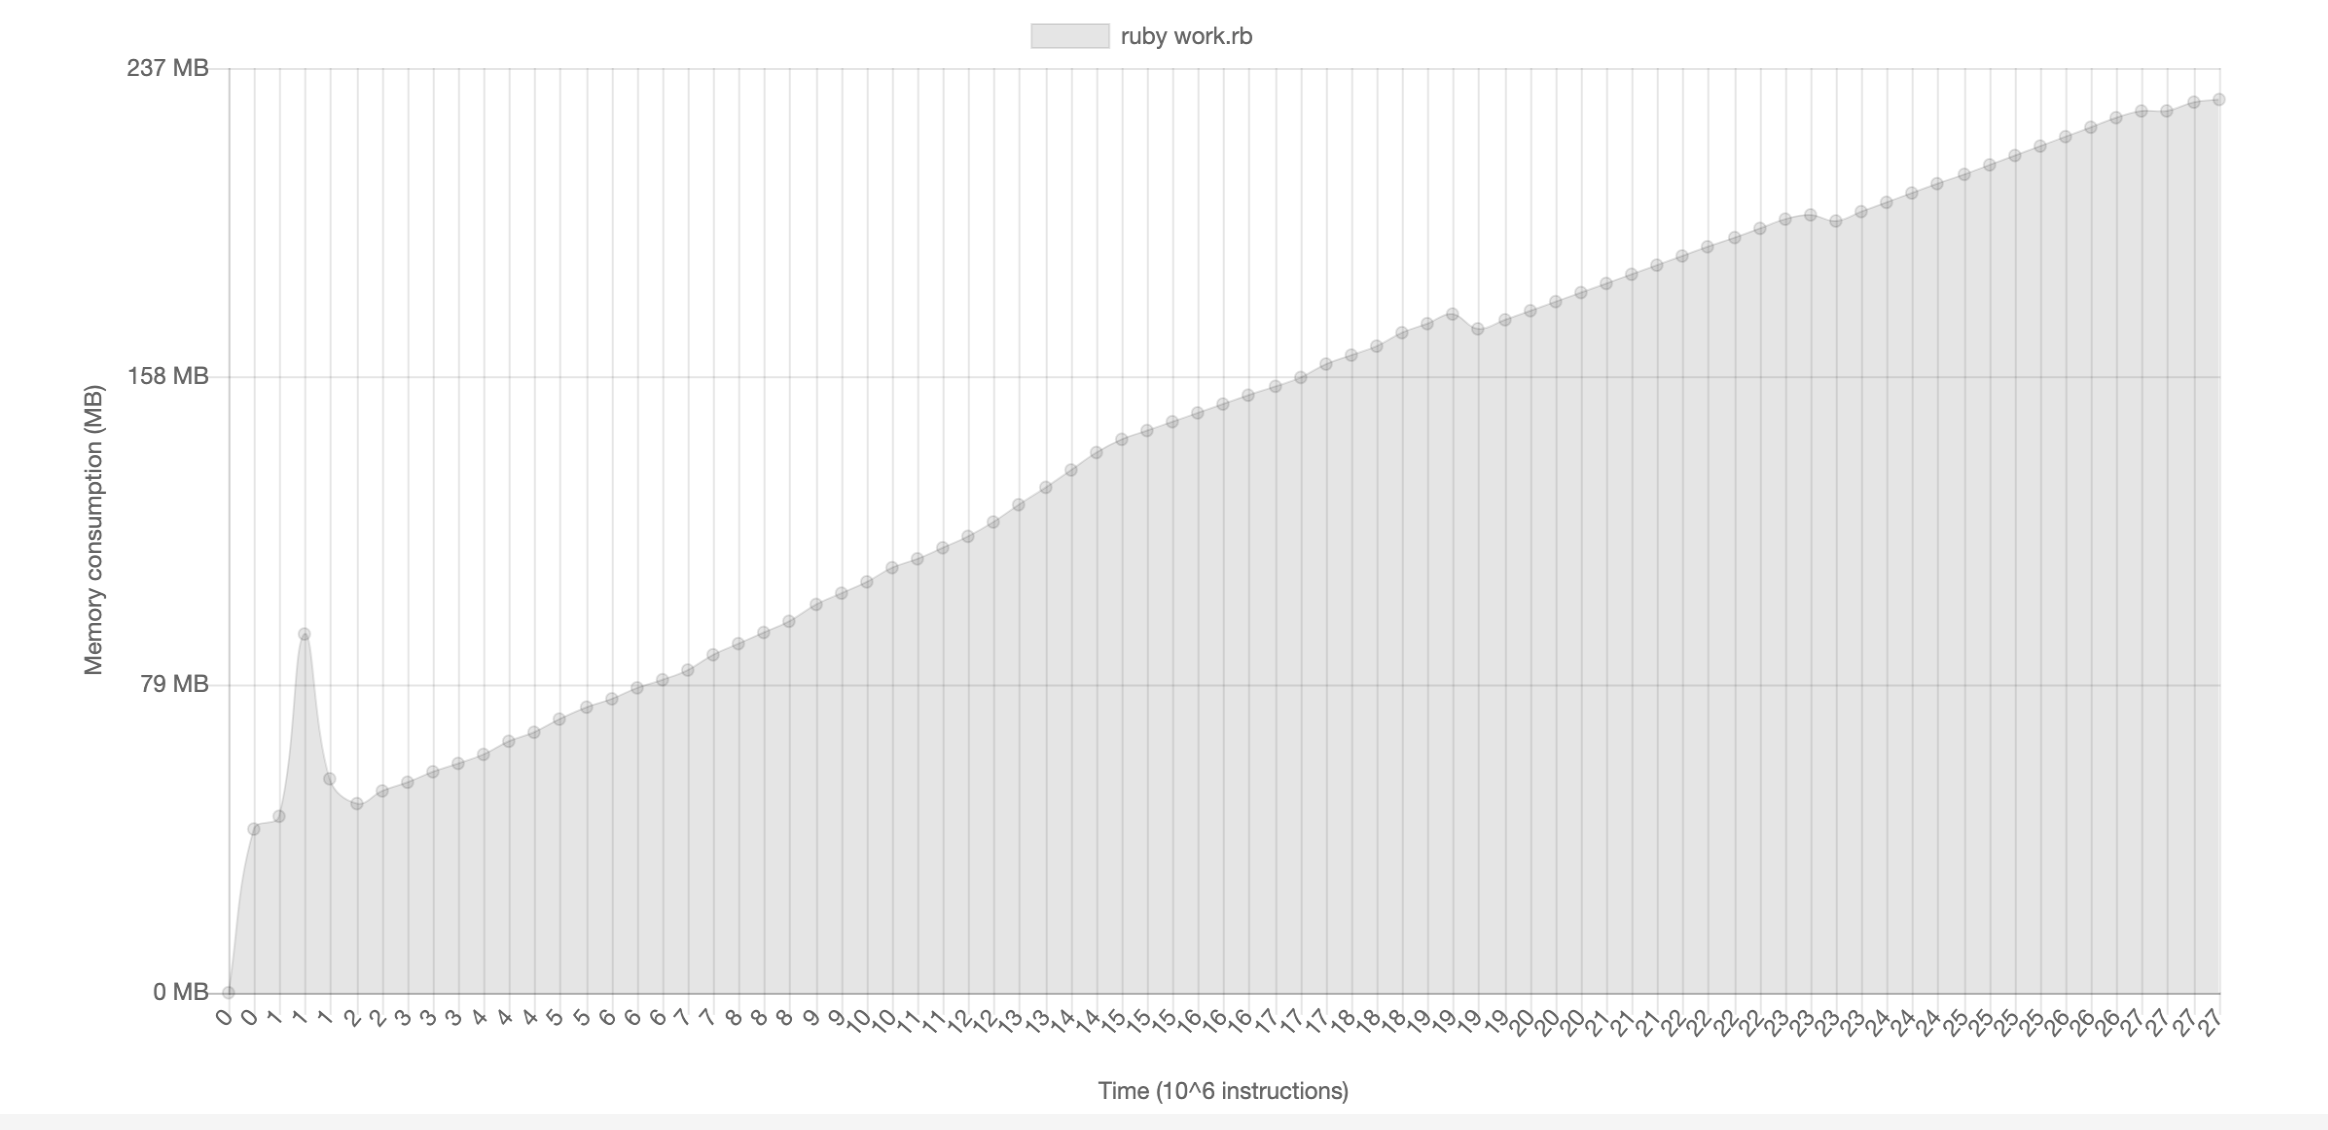 ruby work.rb
237 MB
158 MB
79 MB
0 MB
Memory consumption (MB)
0 0 1 1 1 2 2 3 3 3 4 4 4 5 5 6 6 6 7 7 8 8 8 9 9 10 10 11 11 12 12 13 13 14 14 15 15 15 16 16 16 17 17 17 18 18 18 19 19 19 19 20 20 20 21 21 21 22 22 22 22 23 23 23 23 24 24 24 25 25 25 25 26 26 26 27 27 27 27
Time (10^6 instructions)